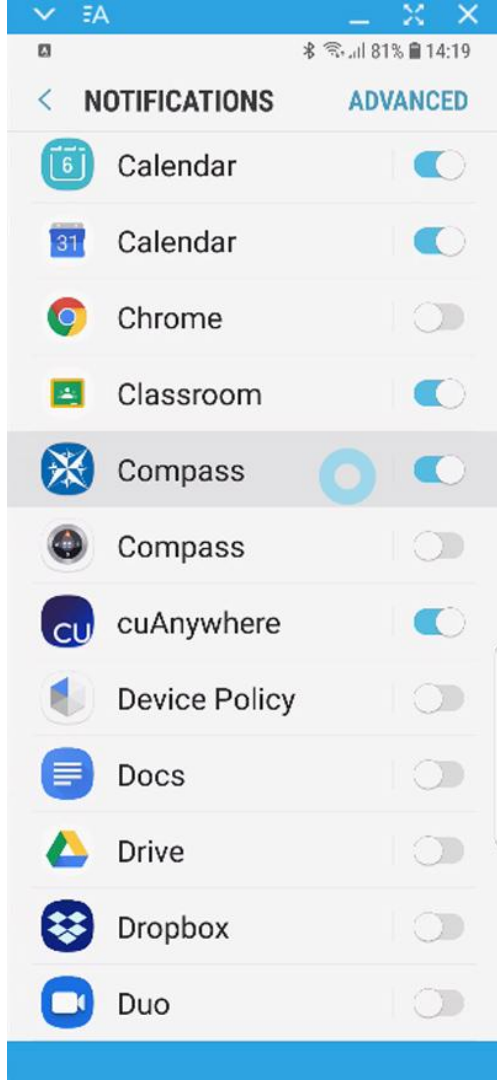 ΞA
81% 14:19
NOTIFICATIONS ADVANCED
6 Calendar
31 Calendar
Chrome
Classroom
Compass
Compass
CU cuAnywhere
Device Policy
Docs
Drive
Dropbox
Duo